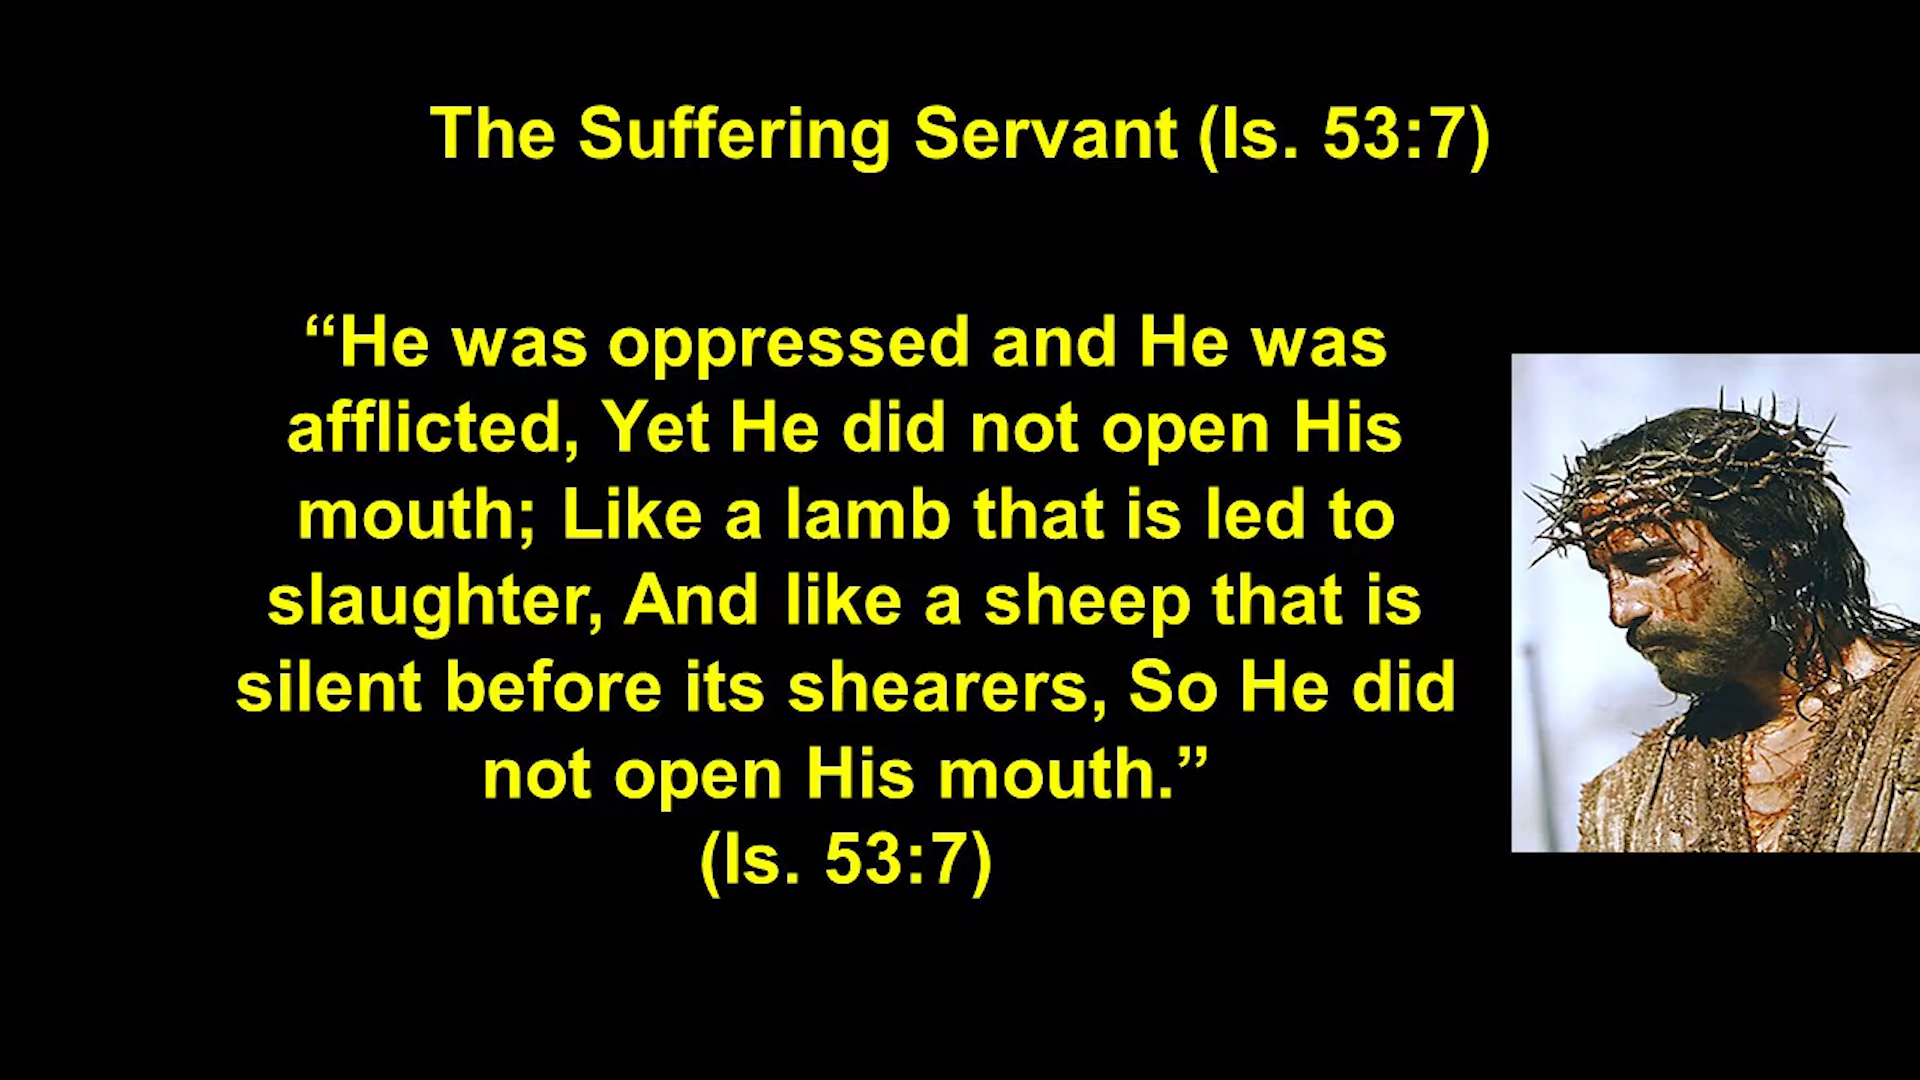 The Suffering Servant (Is. 53:7)
“He was oppressed and He was
afflicted, Yet He did not open His
mouth; Like a lamb that is led to
slaughter, And like a sheep that is
silent before its shearers, So He did
not open His mouth.”
(Is. 53:7)